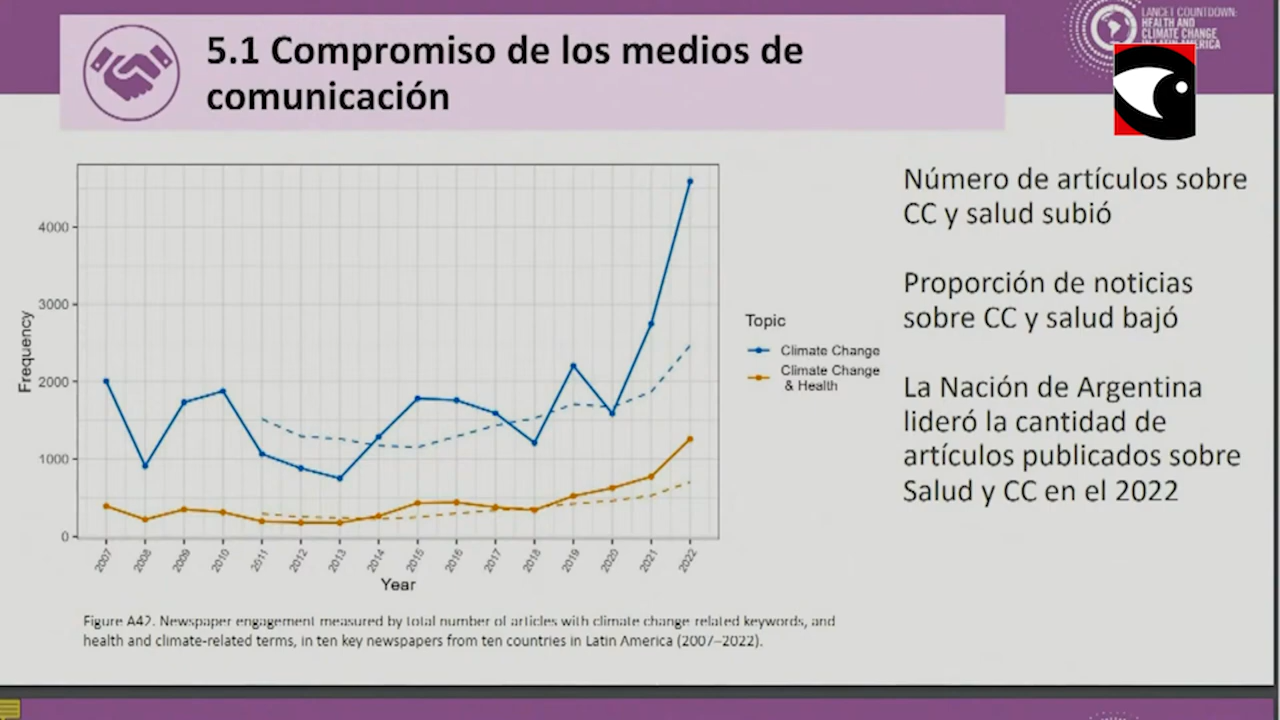 5.1 Compromiso de los medios de
comunicación
LANCET COUNTDOWN:
HEALTH AND
CLIMATE CHANGE
IN LATIN AMERICA
Frequency
4000
3000
2000
1000
0
2007
2008
2009
2010
2011
2012
2013
2014
2015
2016
2017
2018
2019
2020
2021
2022
Year
Topic
Climate Change
Climate Change
& Health
Número de artículos sobre
CC y salud subió
Proporción de noticias
sobre CC y salud bajó
La Nación de Argentina
lideró la cantidad de
artículos publicados sobre
Salud y CC en el 2022
Figure A42. Newspaper engagement measured by total number of articles with climate change related keywords, and
health and climate-related terms, in ten key newspapers from ten countries in Latin America (2007–2022).